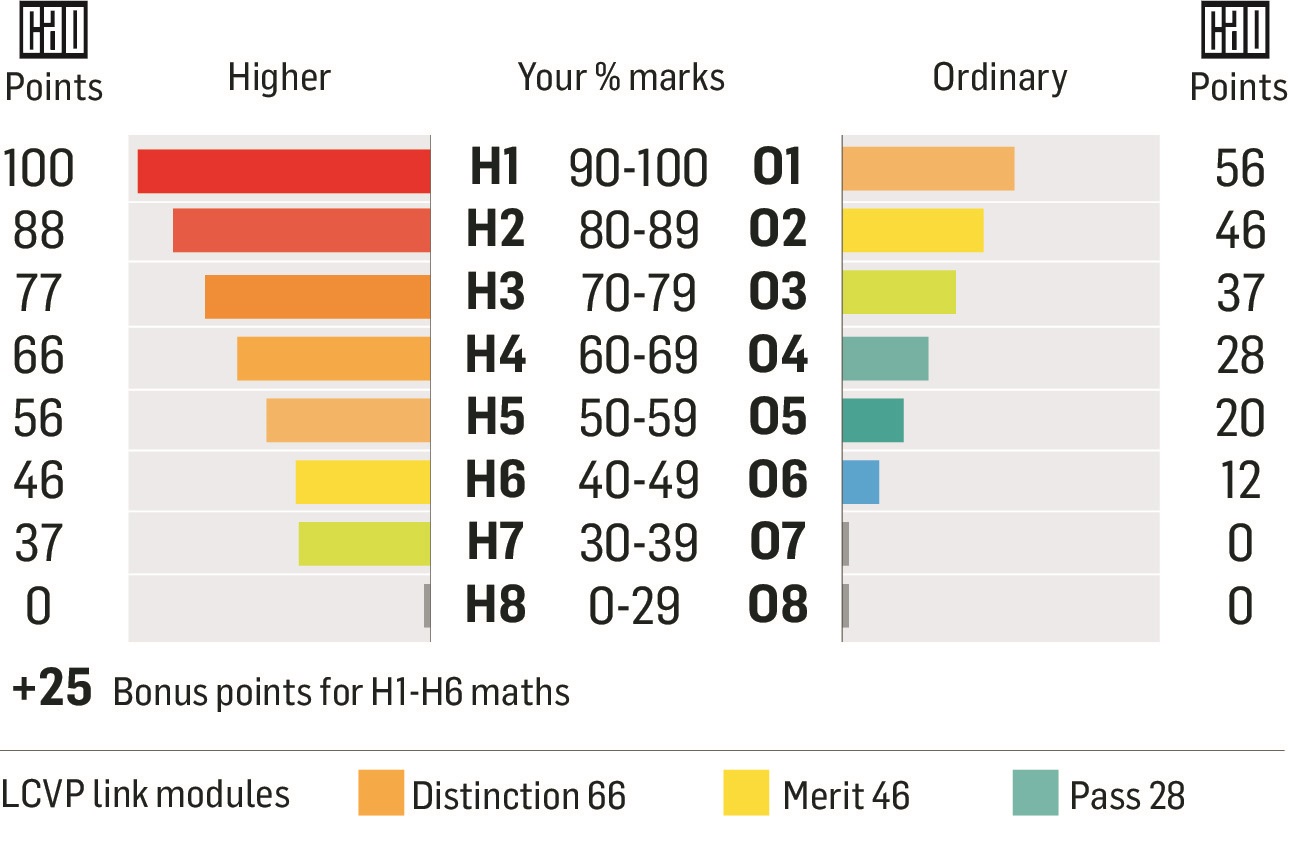 cao cao
Points Higher Your % marks Ordinary Points
100 H1 90-100 O1 56
88 H2 80-89 O2 46
77 H3 70-79 O3 37
66 H4 60-69 O4 28
56 H5 50-59 O5 20
46 H6 40-49 O6 12
37 H7 30-39 O7 0
0 H8 0-29 O8 0
+25 Bonus points for H1-H6 maths
LCVP link modules Distinction 66 Merit 46 Pass 28